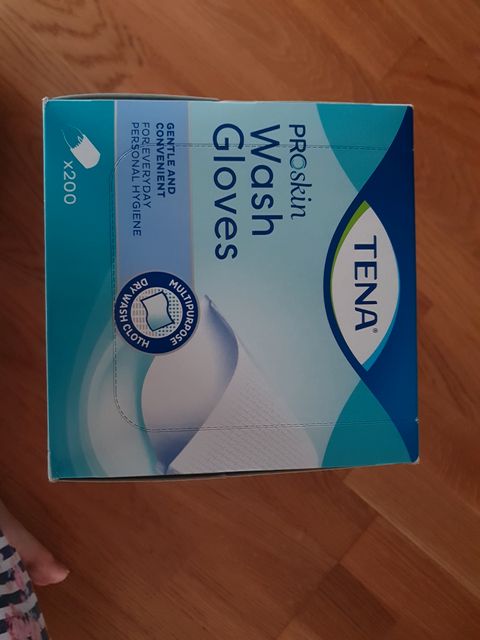 TENA®
PROskin
Wash
Gloves
GENTLE AND
CONVENIENT
FOR EVERYDAY
PERSONAL HYGIENE
MULTIPURPOSE
DRY WASH CLOTH
x200